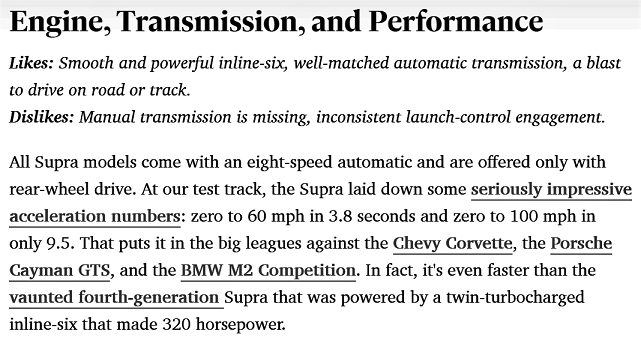 Engine, Transmission, and Performance
Likes: Smooth and powerful inline-six, well-matched automatic transmission, a blast
to drive on road or track.
Dislikes: Manual transmission is missing, inconsistent launch-control engagement.
All Supra models come with an eight-speed automatic and are offered only with
rear-wheel drive. At our test track, the Supra laid down some seriously impressive
acceleration numbers: zero to 60 mph in 3.8 seconds and zero to 100 mph in
only 9.5. That puts it in the big leagues against the Chevy Corvette, the Porsche
Cayman GTS, and the BMW M2 Competition. In fact, it's even faster than the
vaunted fourth-generation Supra that was powered by a twin-turbocharged
inline-six that made 320 horsepower.